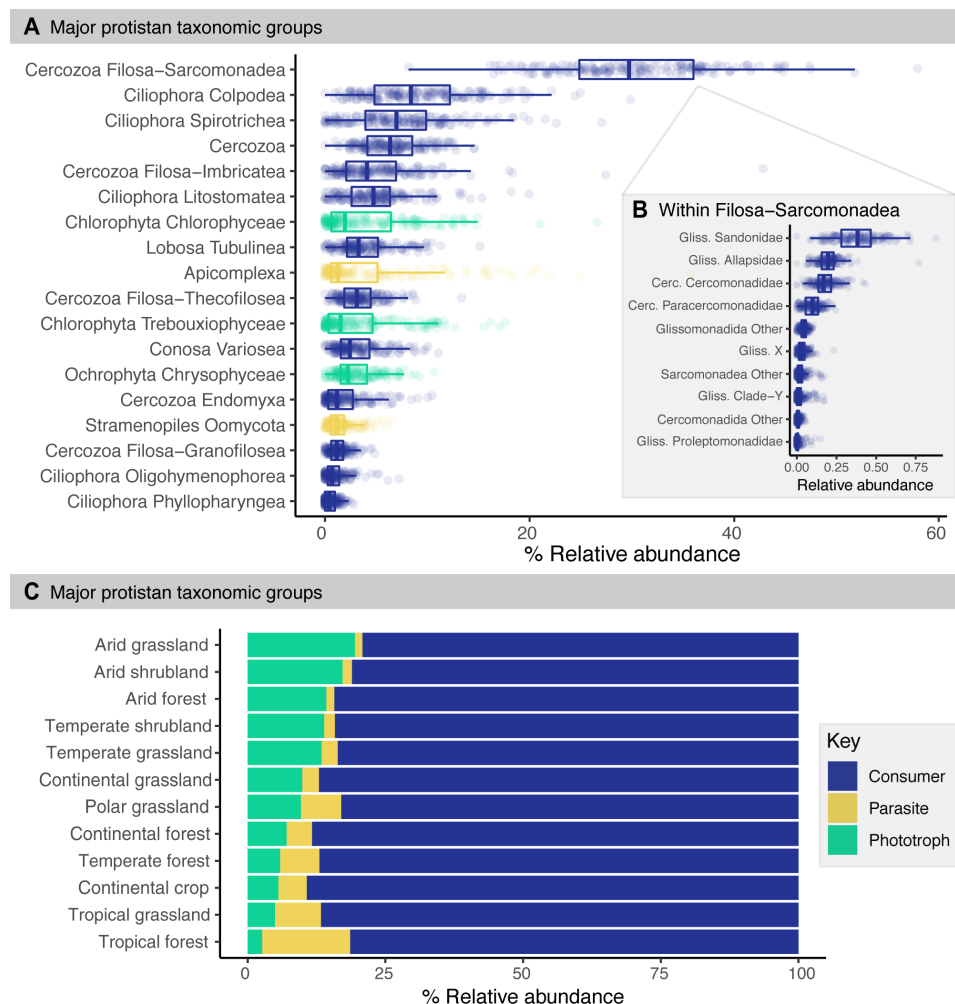 A Major protistan taxonomic groups
Cercozoa Filosa−Sarcomonadea
Ciliophora Colpodea
Ciliophora Spirotrichea
Cercozoa
Cercozoa Filosa−Imbricatea
Ciliophora Litostomatea
Chlorophyta Chlorophyceae
Lobosa Tubulinea
Apicomplexa
Cercozoa Filosa−Thecofilosea
Chlorophyta Trebouxiophyceae
Conosa Variosea
Ochrophyta Chrysophyceae
Cercozoa Endomyxa
Stramenopiles Oomycota
Cercozoa Filosa−Granofilosea
Ciliophora Oligohymenophorea
Ciliophora Phyllopharyngea
0 20 40 60
% Relative abundance
B Within Filosa−Sarcomonadea
Gliss. Sandonidae
Gliss. Allapsidae
Cerc. Cercomonadidae
Cerc. Paracercomonadidae
Glissomonadida Other
Gliss. X
Sarcomonadea Other
Gliss. Clade−Y
Cercomonadida Other
Gliss. Proleptomonadidae
0.00 0.25 0.50 0.75
Relative abundance
C Major protistan taxonomic groups
Arid grassland
Arid shrubland
Arid forest
Temperate shrubland
Temperate grassland
Continental grassland
Polar grassland
Continental forest
Temperate forest
Continental crop
Tropical grassland
Tropical forest
0 25 50 75 100
% Relative abundance
Key
Consumer
Parasite
Phototroph